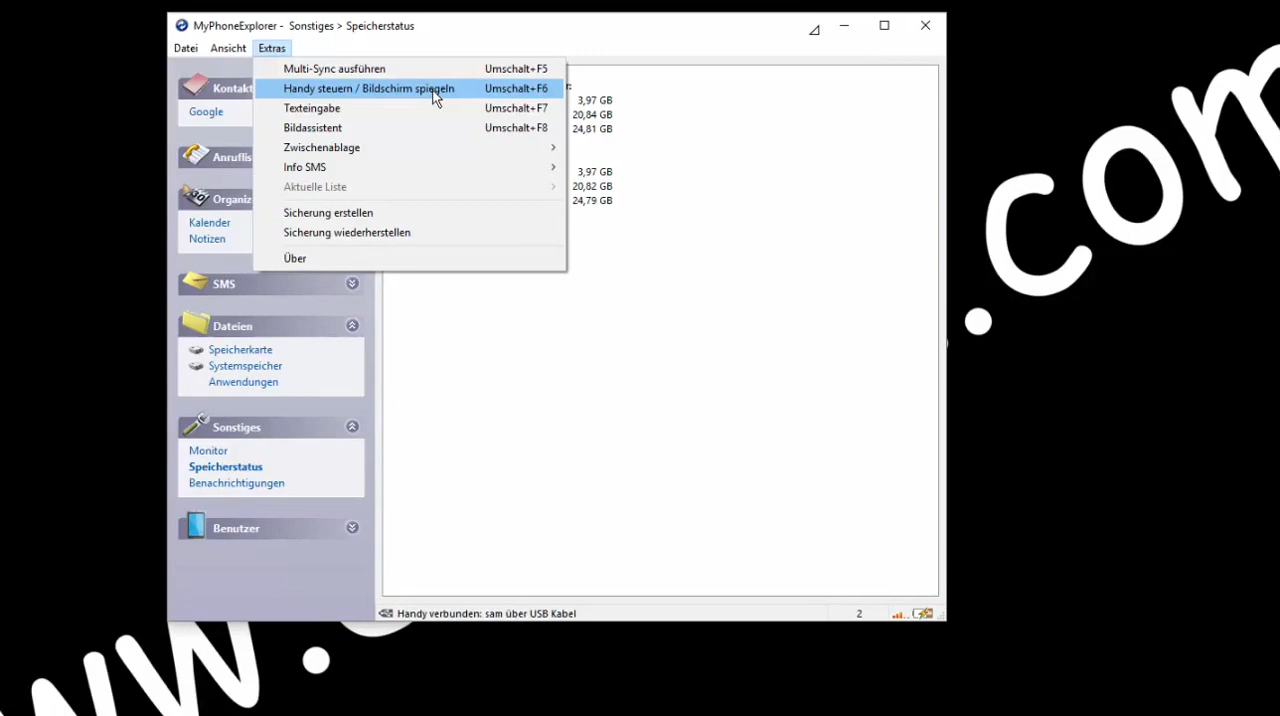 MyPhoneExplorer - Sonstiges > Speicherstatus
Datei Ansicht Extras
Multi-Sync ausführen Umschalt+F5
Handy steuern / Bildschirm spiegeln Umschalt+F6
Texteingabe Umschalt+F7
Bildassistent Umschalt+F8
Zwischenablage
Info SMS
Aktuelle Liste
Sicherung erstellen
Sicherung wiederherstellen
Über
Google
Kalender
Notizen
SMS
Dateien
Speicherkarte
Systemspeicher
Anwendungen
Sonstiges
Monitor
Speicherstatus
Benachrichtigungen
Benutzer
3,97 GB
20,84 GB
24,81 GB
3,97 GB
20,82 GB
24,79 GB
Handy verbunden: sam über USB Kabel 2
.com